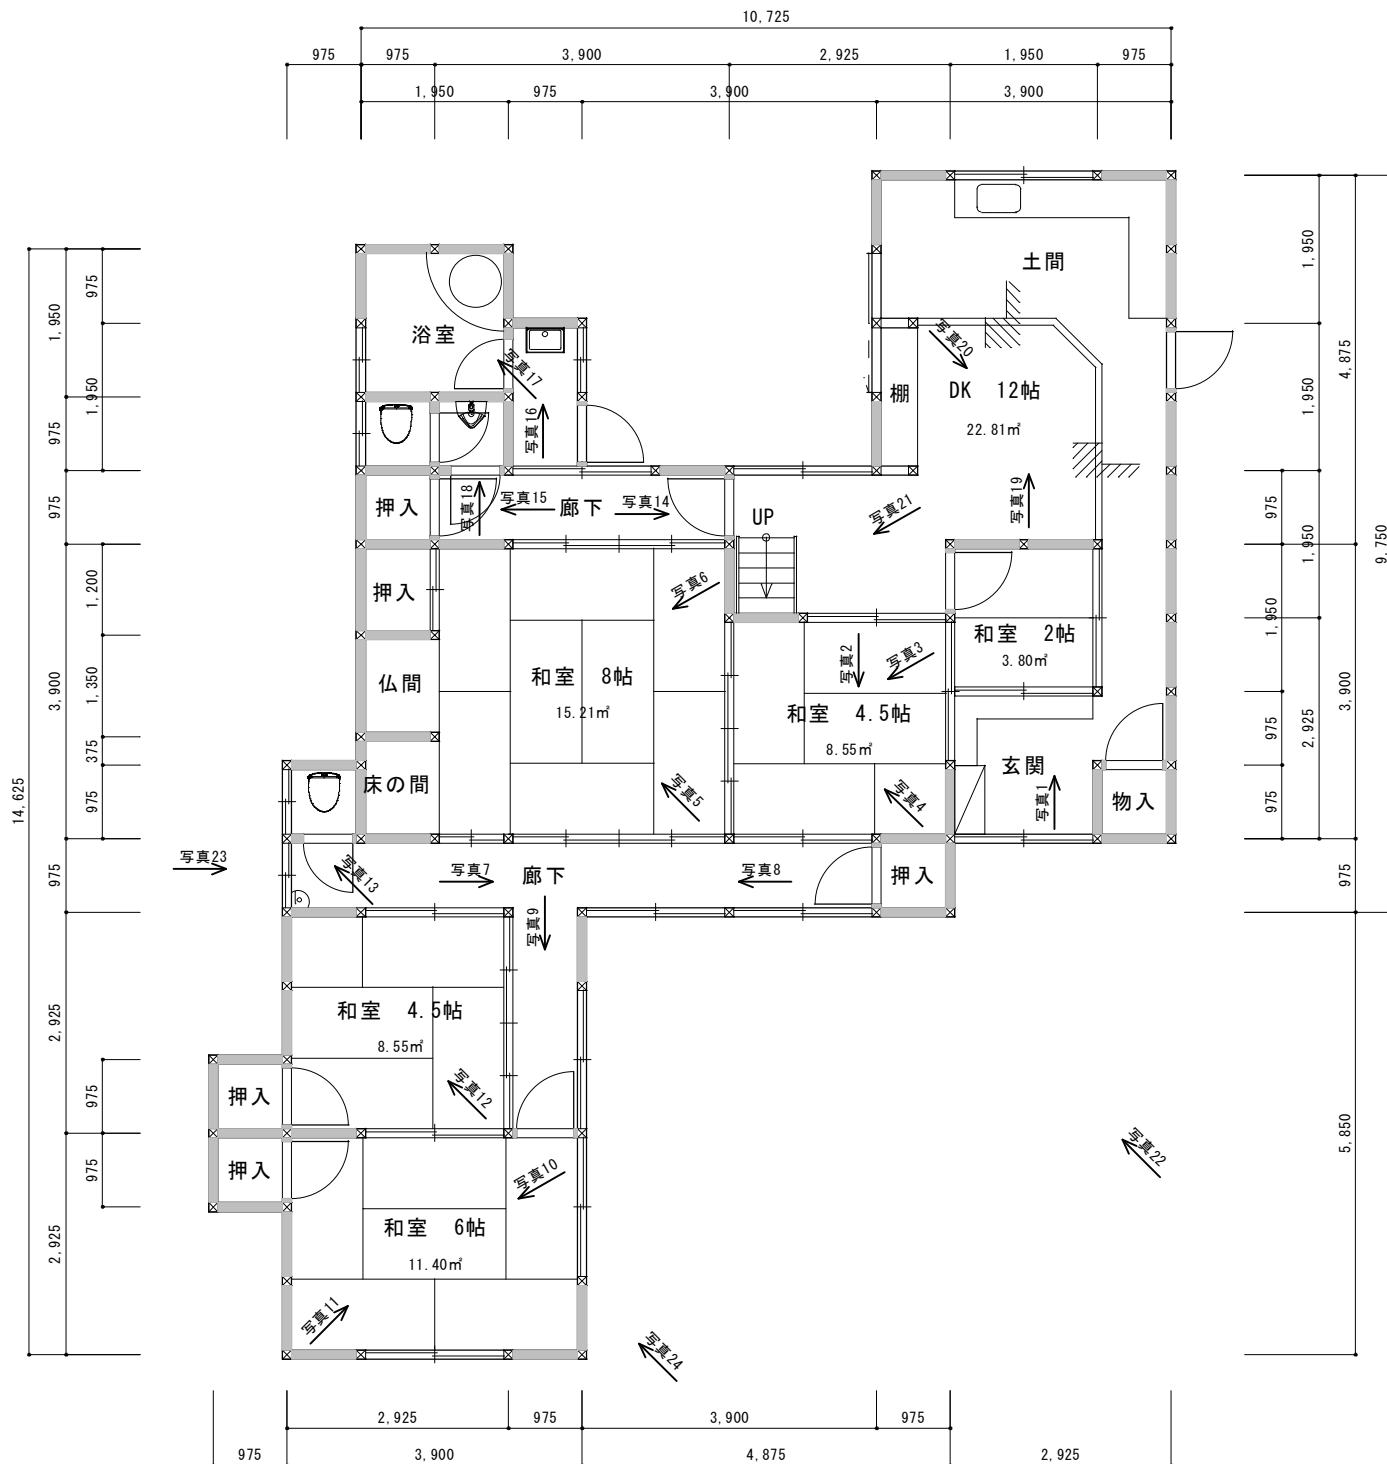 10,725
975
975
3,900
2,925
1,950
975
1,950
975
3,900
3,900
土間
浴室
写真20
写真17
棚
DK 12帖
22.81㎡
写真16
写真19
押入
写真18
写真15
廊下
写真14
UP
写真21
押入
写真6
和室 2帖
3.80㎡
写真2
写真3
仏間
和室 8帖
15.21㎡
和室 4.5帖
8.55㎡
床の間
写真5
写真4
玄関
写真1
物入
写真23
写真13
写真7
廊下
写真8
押入
写真9
和室 4.5帖
8.55㎡
写真12
押入
押入
写真10
写真22
和室 6帖
11.40㎡
写真11
写真24
14,625
1,950
1,950
975
3,900
975
2,925
2,925
975
975
1,200
1,350
375
975
975
975
1,950
1,950
1,950
2,925
975
1,950
975
975
4,875
3,900
975
5,850
9,750
2,925
975
3,900
975
975
3,900
4,875
2,925